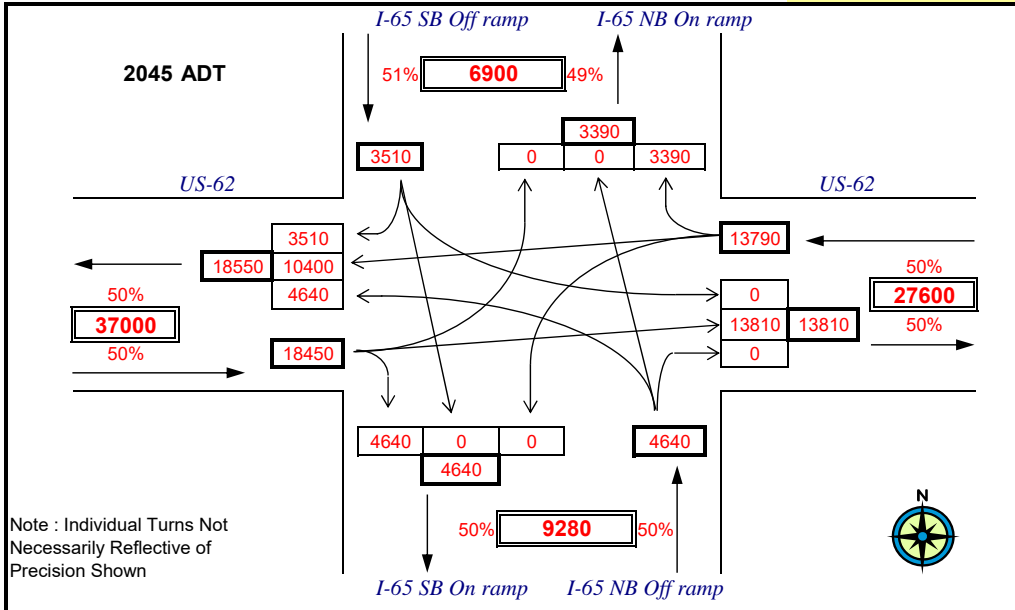 I-65 SB Off ramp I-65 NB On ramp
2045 ADT
51% 6900 49%
3390
3510 0 0 3390
US-62 US-62
3510 13790
18550 10400
50% 4640 0 50%
37000 13810 13810 27600
50% 18450 0 50%
4640 0 0 4640
4640
N
Note : Individual Turns Not
Necessarily Reflective of
Precision Shown
50% 9280 50%
I-65 SB On ramp I-65 NB Off ramp